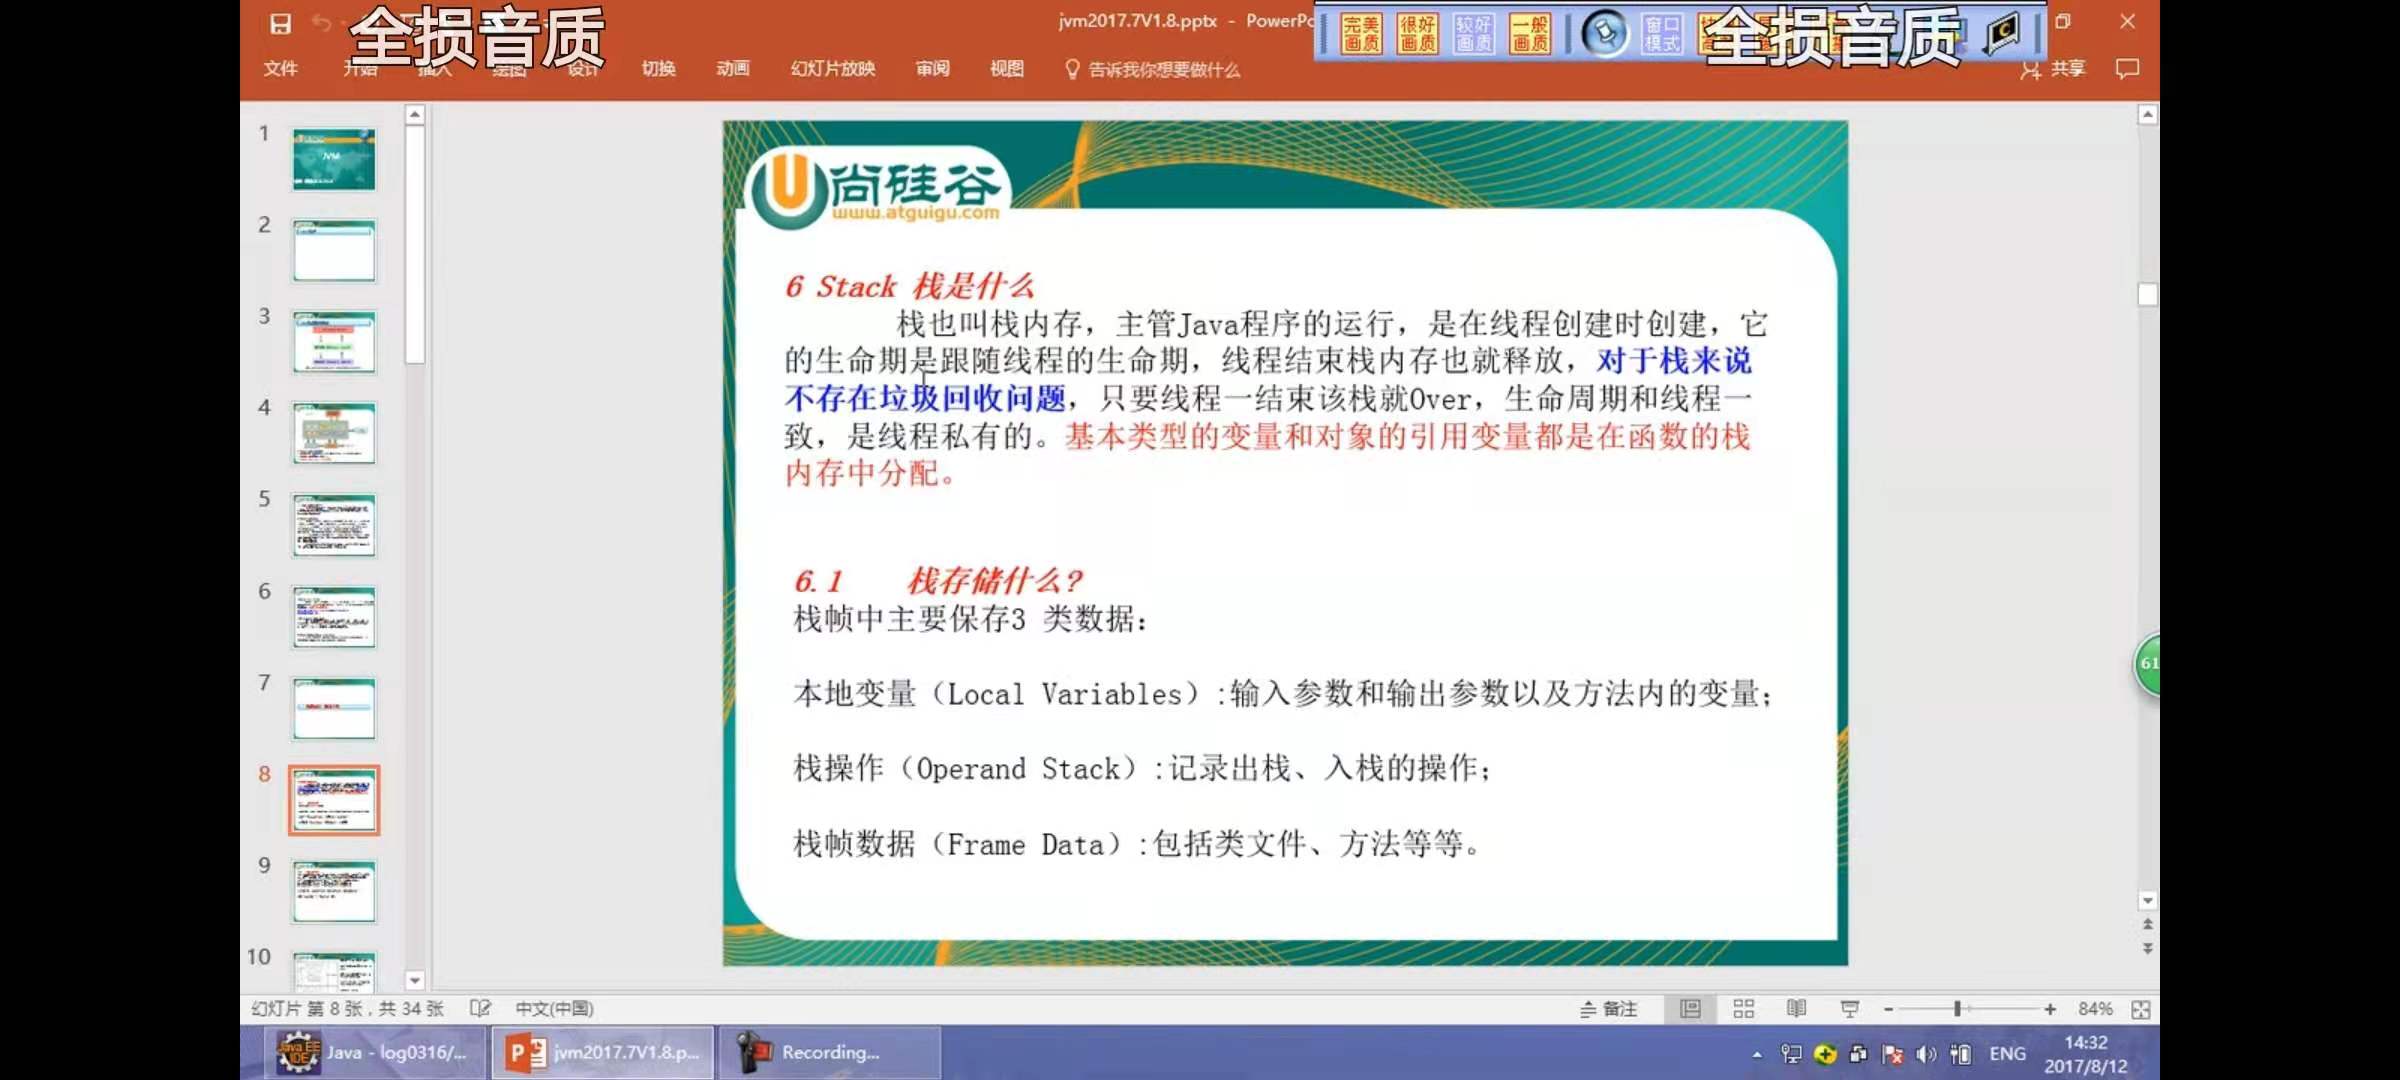 全损音质
jvm2017.7V1.8.pptx - PowerPo
完美画质
很好画质
较好画质
一般画质
窗口模式
全损音质
文件
开始
插入
绘图
设计
切换
动画
幻灯片放映
审阅
视图
告诉我你想要做什么
共享
1
2
3
4
5
6
7
8
9
10
JVM
U尚硅谷
www.atguigu.com
6 Stack 栈是什么
栈也叫栈内存，主管Java程序的运行，是在线程创建时创建，它
的生命期是跟随线程的生命期，线程结束栈内存也就释放，对于栈来说
不存在垃圾回收问题，只要线程一结束该栈就Over，生命周期和线程一
致，是线程私有的。基本类型的变量和对象的引用变量都是在函数的栈
内存中分配。
6.1 栈存储什么?
栈帧中主要保存3 类数据：
本地变量（Local Variables）:输入参数和输出参数以及方法内的变量；
栈操作（Operand Stack）:记录出栈、入栈的操作；
栈帧数据（Frame Data）:包括类文件、方法等等。
61
幻灯片 第 8 张，共 34 张
中文(中国)
备注
84%
Java EE IDE
Java - log0316/...
jvm2017.7V1.8.p...
Recording...
ENG
14:32
2017/8/12